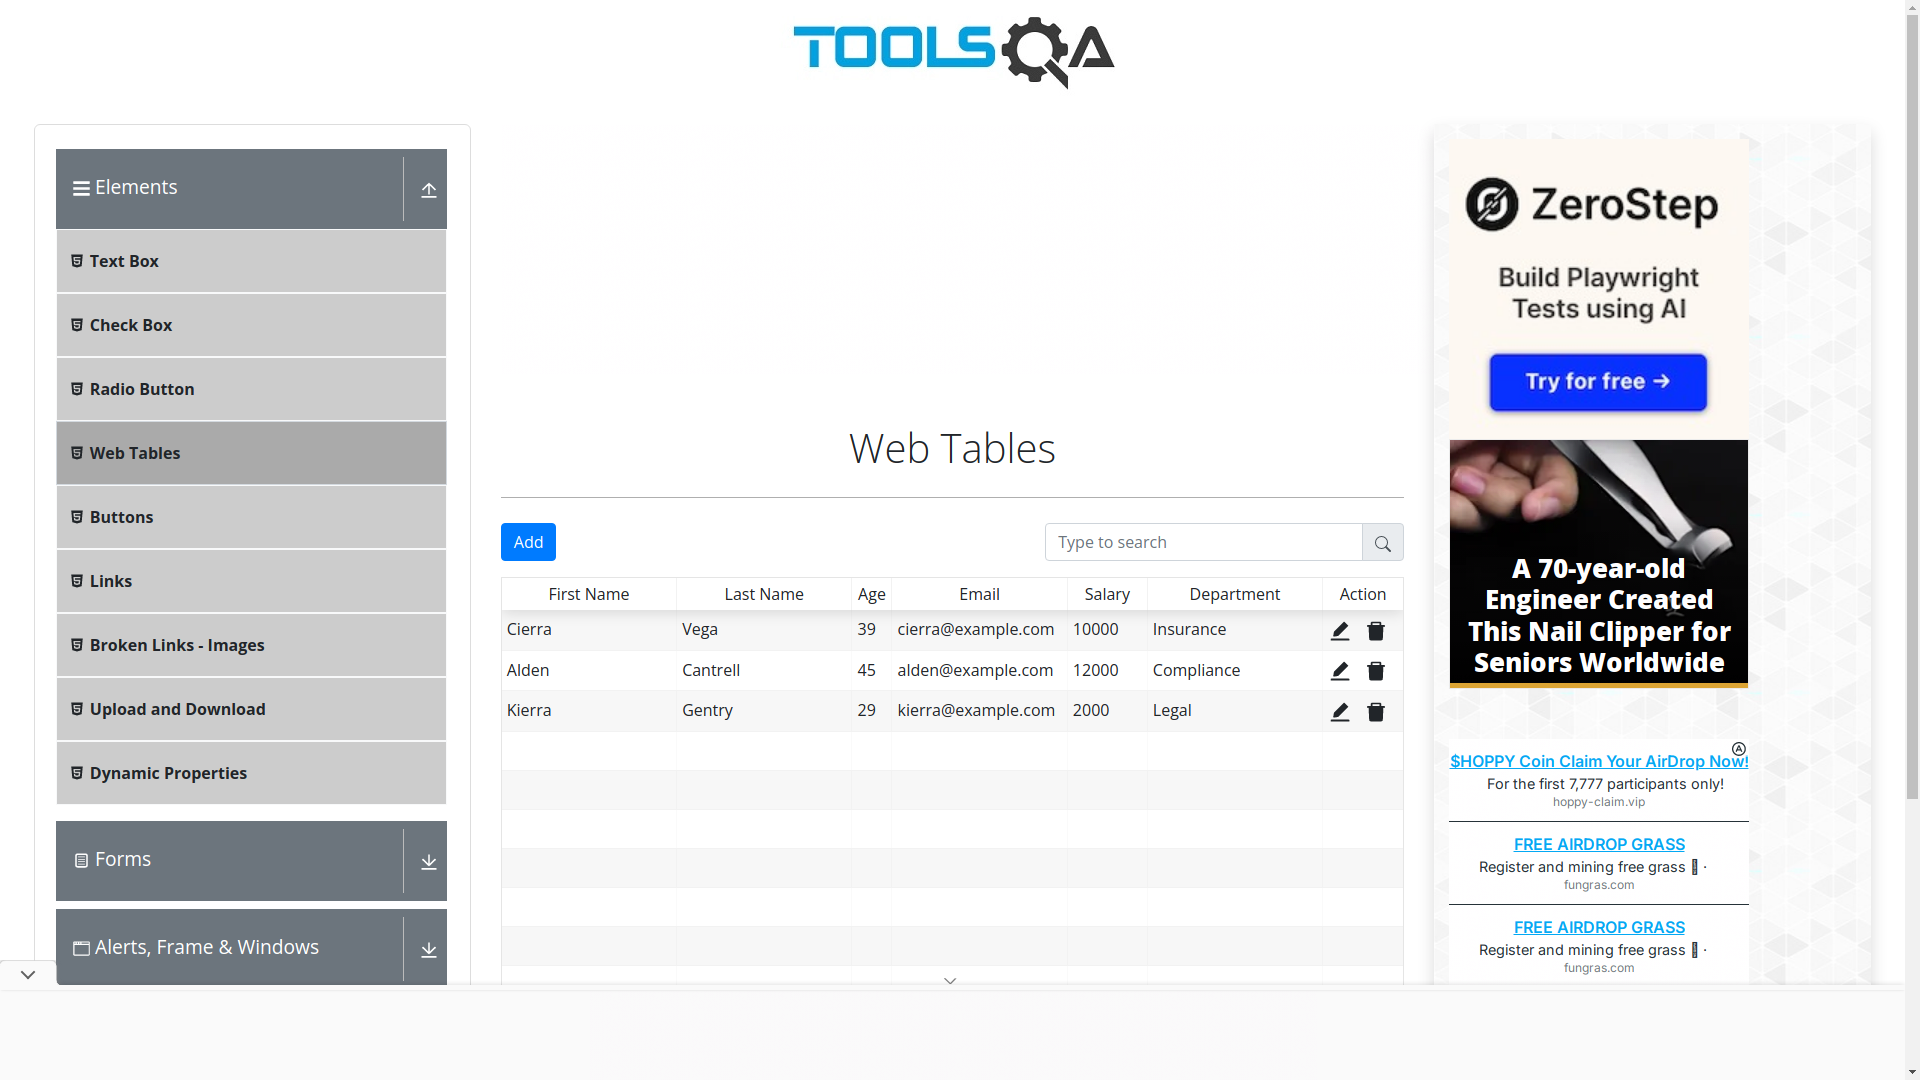 TOOLSQA
Elements
Text Box
Check Box
Radio Button
Web Tables
Buttons
Links
Broken Links - Images
Upload and Download
Dynamic Properties
Forms
Alerts, Frame & Windows
Web Tables
Add
Type to search
First Name Last Name Age Email Salary Department Action
Cierra Vega 39 cierra@example.com 10000 Insurance
Alden Cantrell 45 alden@example.com 12000 Compliance
Kierra Gentry 29 kierra@example.com 2000 Legal
ZeroStep
Build Playwright
Tests using AI
Try for free →
A 70-year-old
Engineer Created
This Nail Clipper for
Seniors Worldwide
$HOPPY Coin Claim Your AirDrop Now!
For the first 7,777 participants only!
hoppy-claim.vip
FREE AIRDROP GRASS
Register and mining free grass ·
fungras.com
FREE AIRDROP GRASS
Register and mining free grass ·
fungras.com